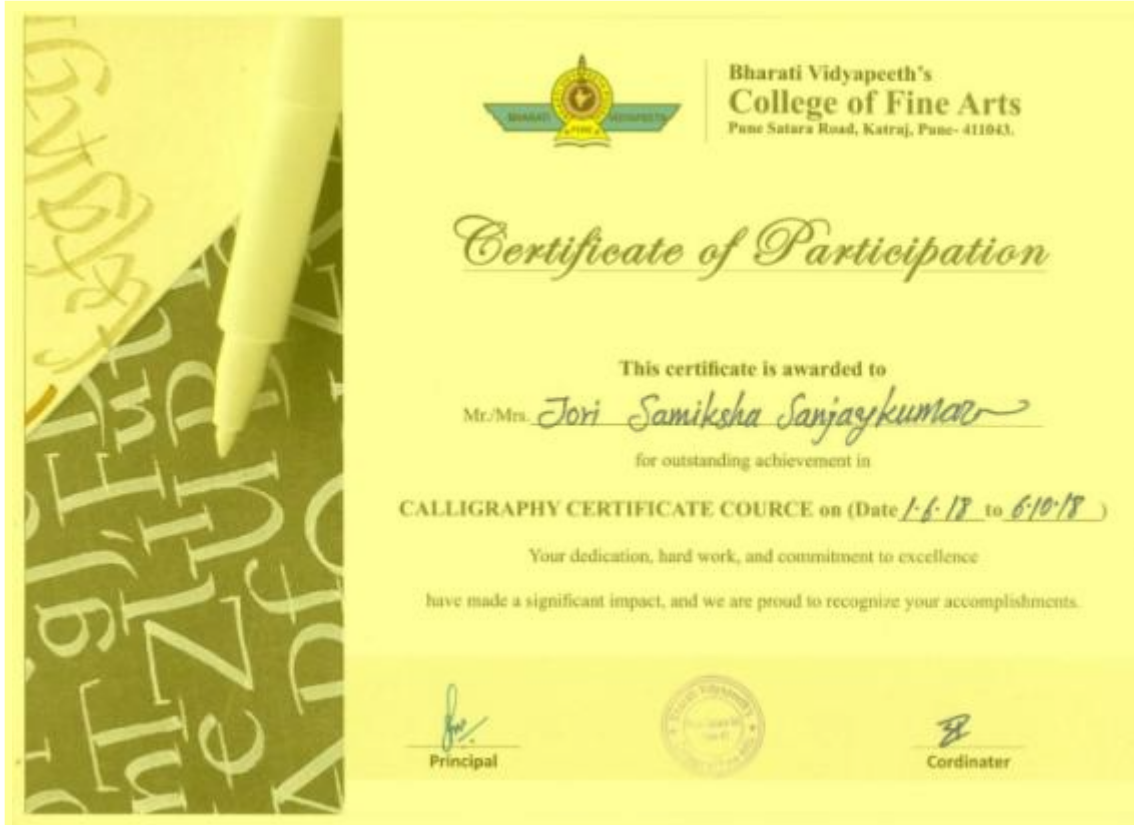 BHARATI VIDYAPEETH
PUNE
Bharati Vidyapeeth's
College of Fine Arts
Pune Satara Road, Katraj, Pune- 411043.
Certificate of Participation
This certificate is awarded to
Mr./Mrs. Jori Samiksha Sanjaykumar
for outstanding achievement in
CALLIGRAPHY CERTIFICATE COURCE on (Date 1·6·18 to 6·10·18 )
Your dedication, hard work, and commitment to excellence
have made a significant impact, and we are proud to recognize your accomplishments.
Principal
Cordinater